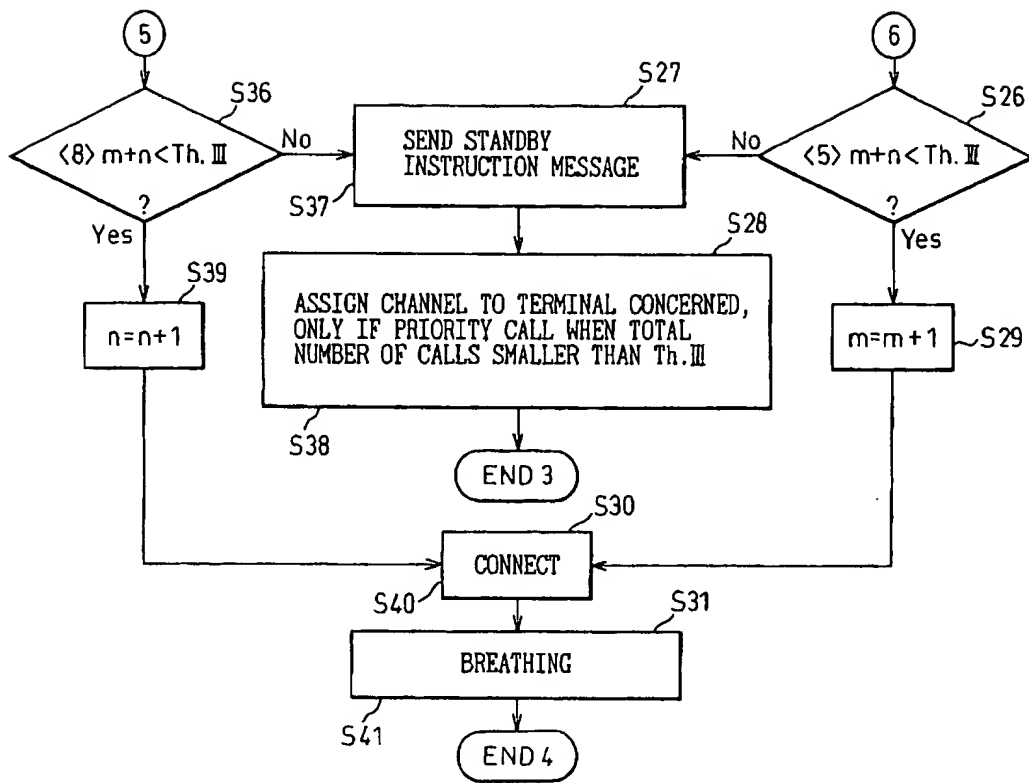 5
6
S36
S27
S26
<8> m+n<Th.Ⅲ
?
No
SEND STANDBY
INSTRUCTION MESSAGE
No
<5> m+n<Th.Ⅲ
?
S37
Yes
Yes
S28
S39
n=n+1
ASSIGN CHANNEL TO TERMINAL CONCERNED,
ONLY IF PRIORITY CALL WHEN TOTAL
NUMBER OF CALLS SMALLER THAN Th.Ⅲ
m=m+1
S29
S38
END 3
S30
CONNECT
S40
S31
BREATHING
S41
END 4